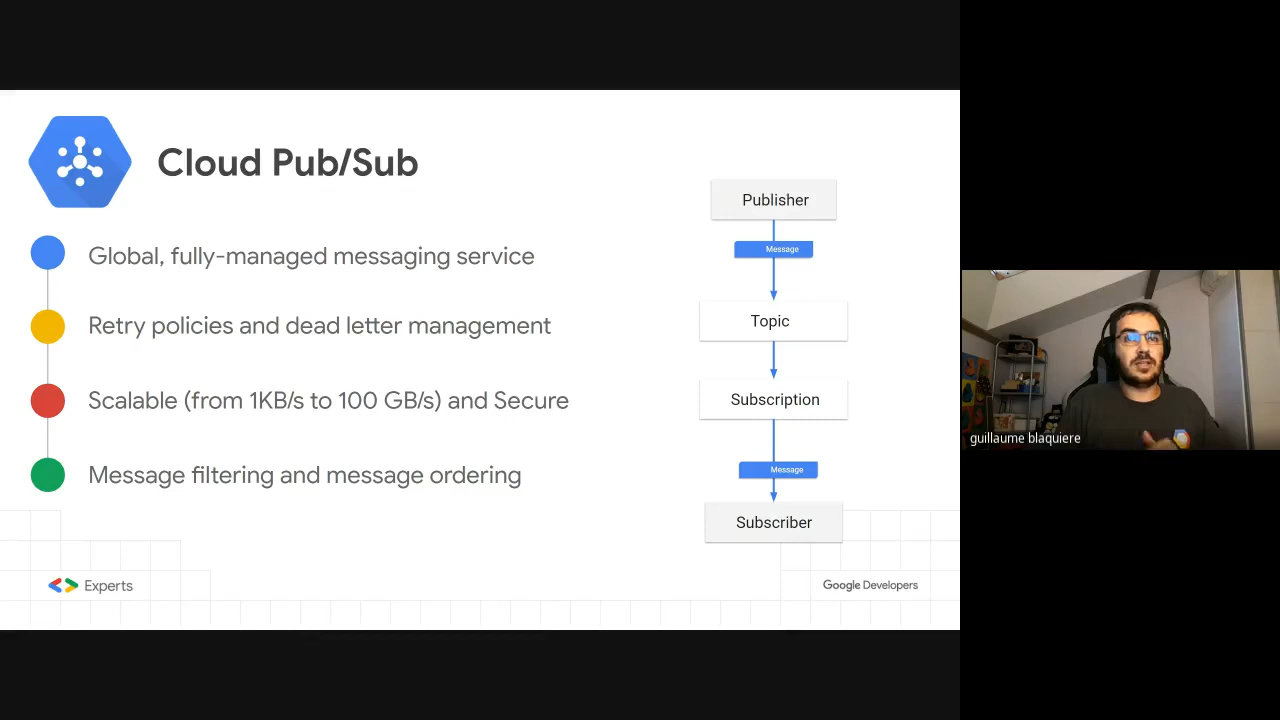 Cloud Pub/Sub
Global, fully-managed messaging service
Retry policies and dead letter management
Scalable (from 1KB/s to 100 GB/s) and Secure
Message filtering and message ordering
Publisher
Message
Topic
Subscription
Message
Subscriber
Experts
Google Developers
guillaume blaquiere